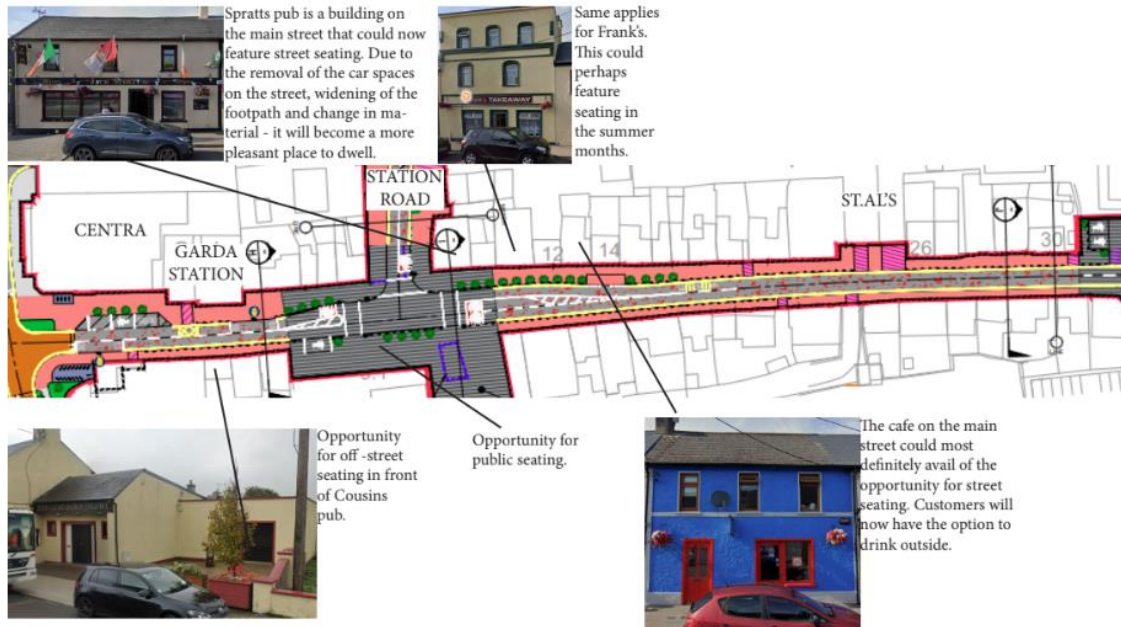 Spratts pub is a building on
the main street that could now
feature street seating. Due to
the removal of the car spaces
on the street, widening of the
footpath and change in ma-
terial - it will become a more
pleasant place to dwell.
Same applies
for Frank's.
This could
perhaps
feature
seating in
the summer
months.
TAKEAWAY
STATION
ROAD
CENTRA
GARDA
STATION
ST.AL'S
12
14
26
30
Opportunity
for off -street
seating in front
of Cousins
pub.
Opportunity for
public seating.
The cafe on the main
street could most
definitely avail of the
opportunity for street
seating. Customers will
now have the option to
drink outside.